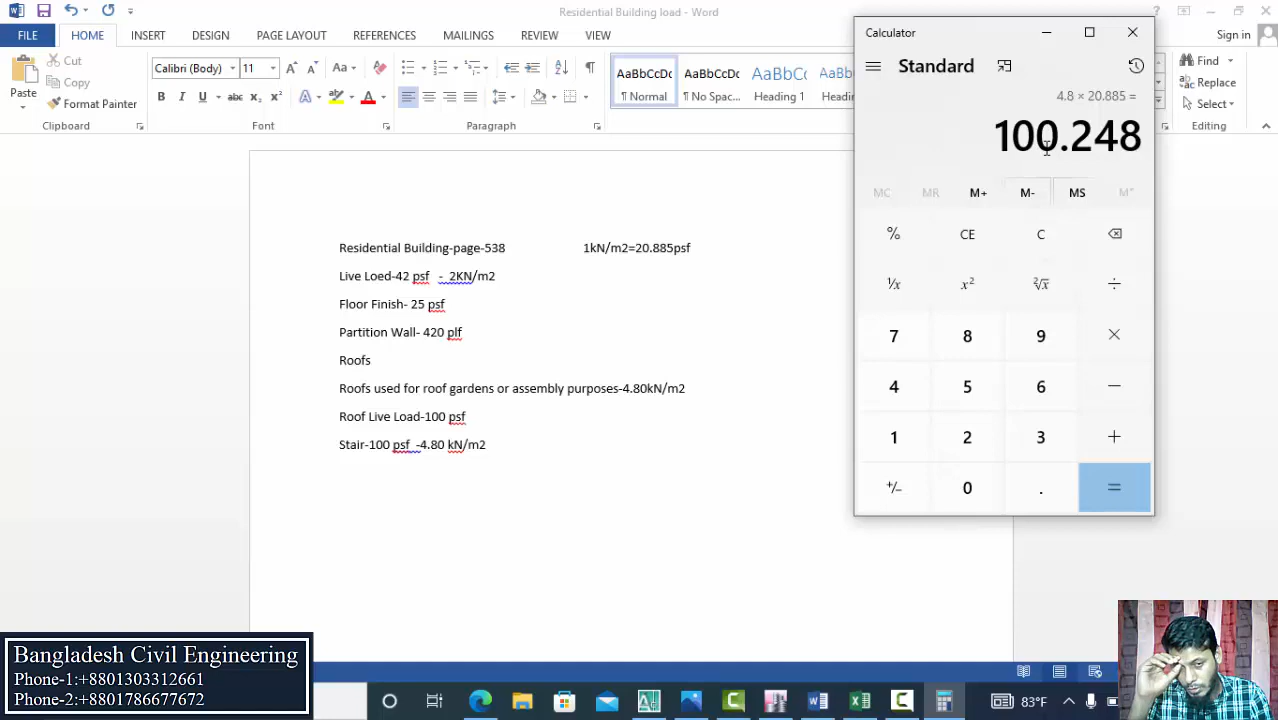 Residential Building load - Word
Sign in
FILE HOME INSERT DESIGN PAGE LAYOUT REFERENCES MAILINGS REVIEW VIEW
Paste
Cut
Copy
Format Painter
Clipboard
Calibri (Body) 11
Font
Paragraph
AaBbCcDc AaBbCcDc AaBbCc AaBbC
¶ Normal ¶ No Spac... Heading 1
Find
Replace
Select
Editing
Calculator
Standard
4.8 × 20.885 =
100.248
MC MR M+ M- MS M˅
% CE C
¹/x x² ²√x ÷
7 8 9 ×
4 5 6 −
1 2 3 +
+/− 0 . =
Residential Building-page-538 1kN/m2=20.885psf
Live Loed-42 psf - 2KN/m2
Floor Finish- 25 psf
Partition Wall- 420 plf
Roofs
Roofs used for roof gardens or assembly purposes-4.80kN/m2
Roof Live Load-100 psf
Stair-100 psf -4.80 kN/m2
Bangladesh Civil Engineering
Phone-1:+8801303312661
Phone-2:+8801786677672
83°F